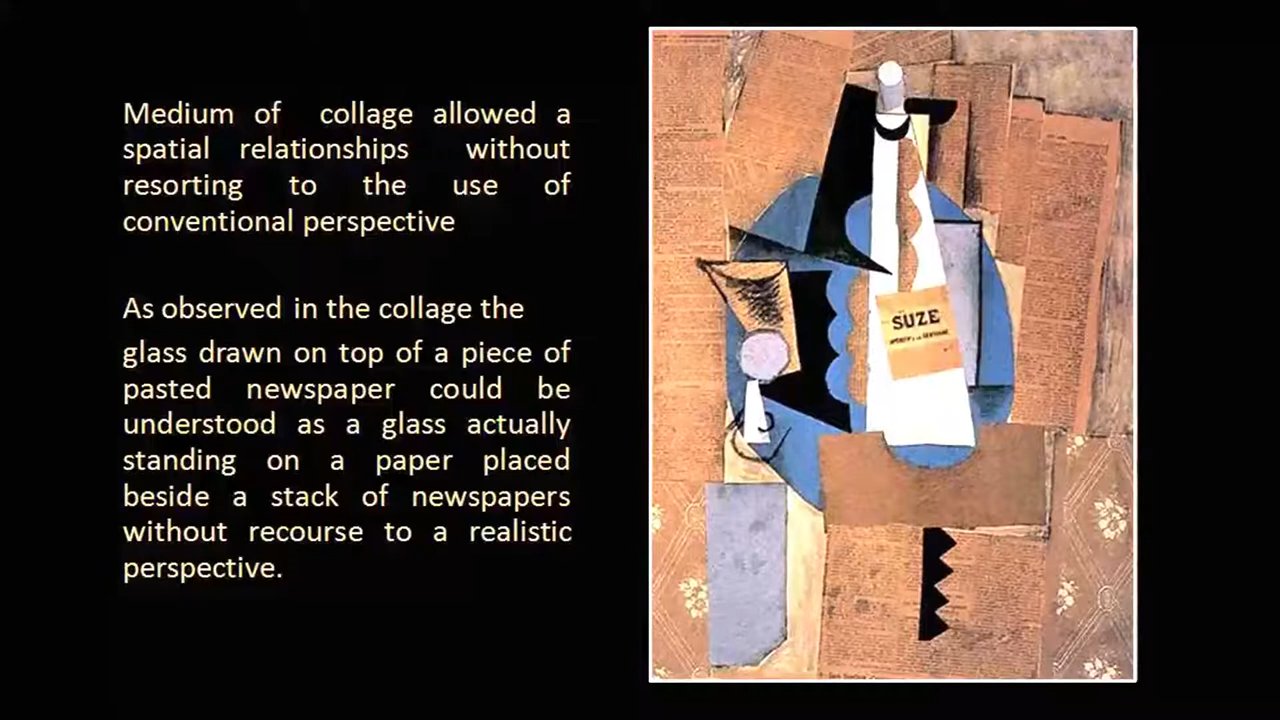 Medium of collage allowed a
spatial relationships without
resorting to the use of
conventional perspective
As observed in the collage the
glass drawn on top of a piece of
pasted newspaper could be
understood as a glass actually
standing on a paper placed
beside a stack of newspapers
without recourse to a realistic
perspective.
SUZE